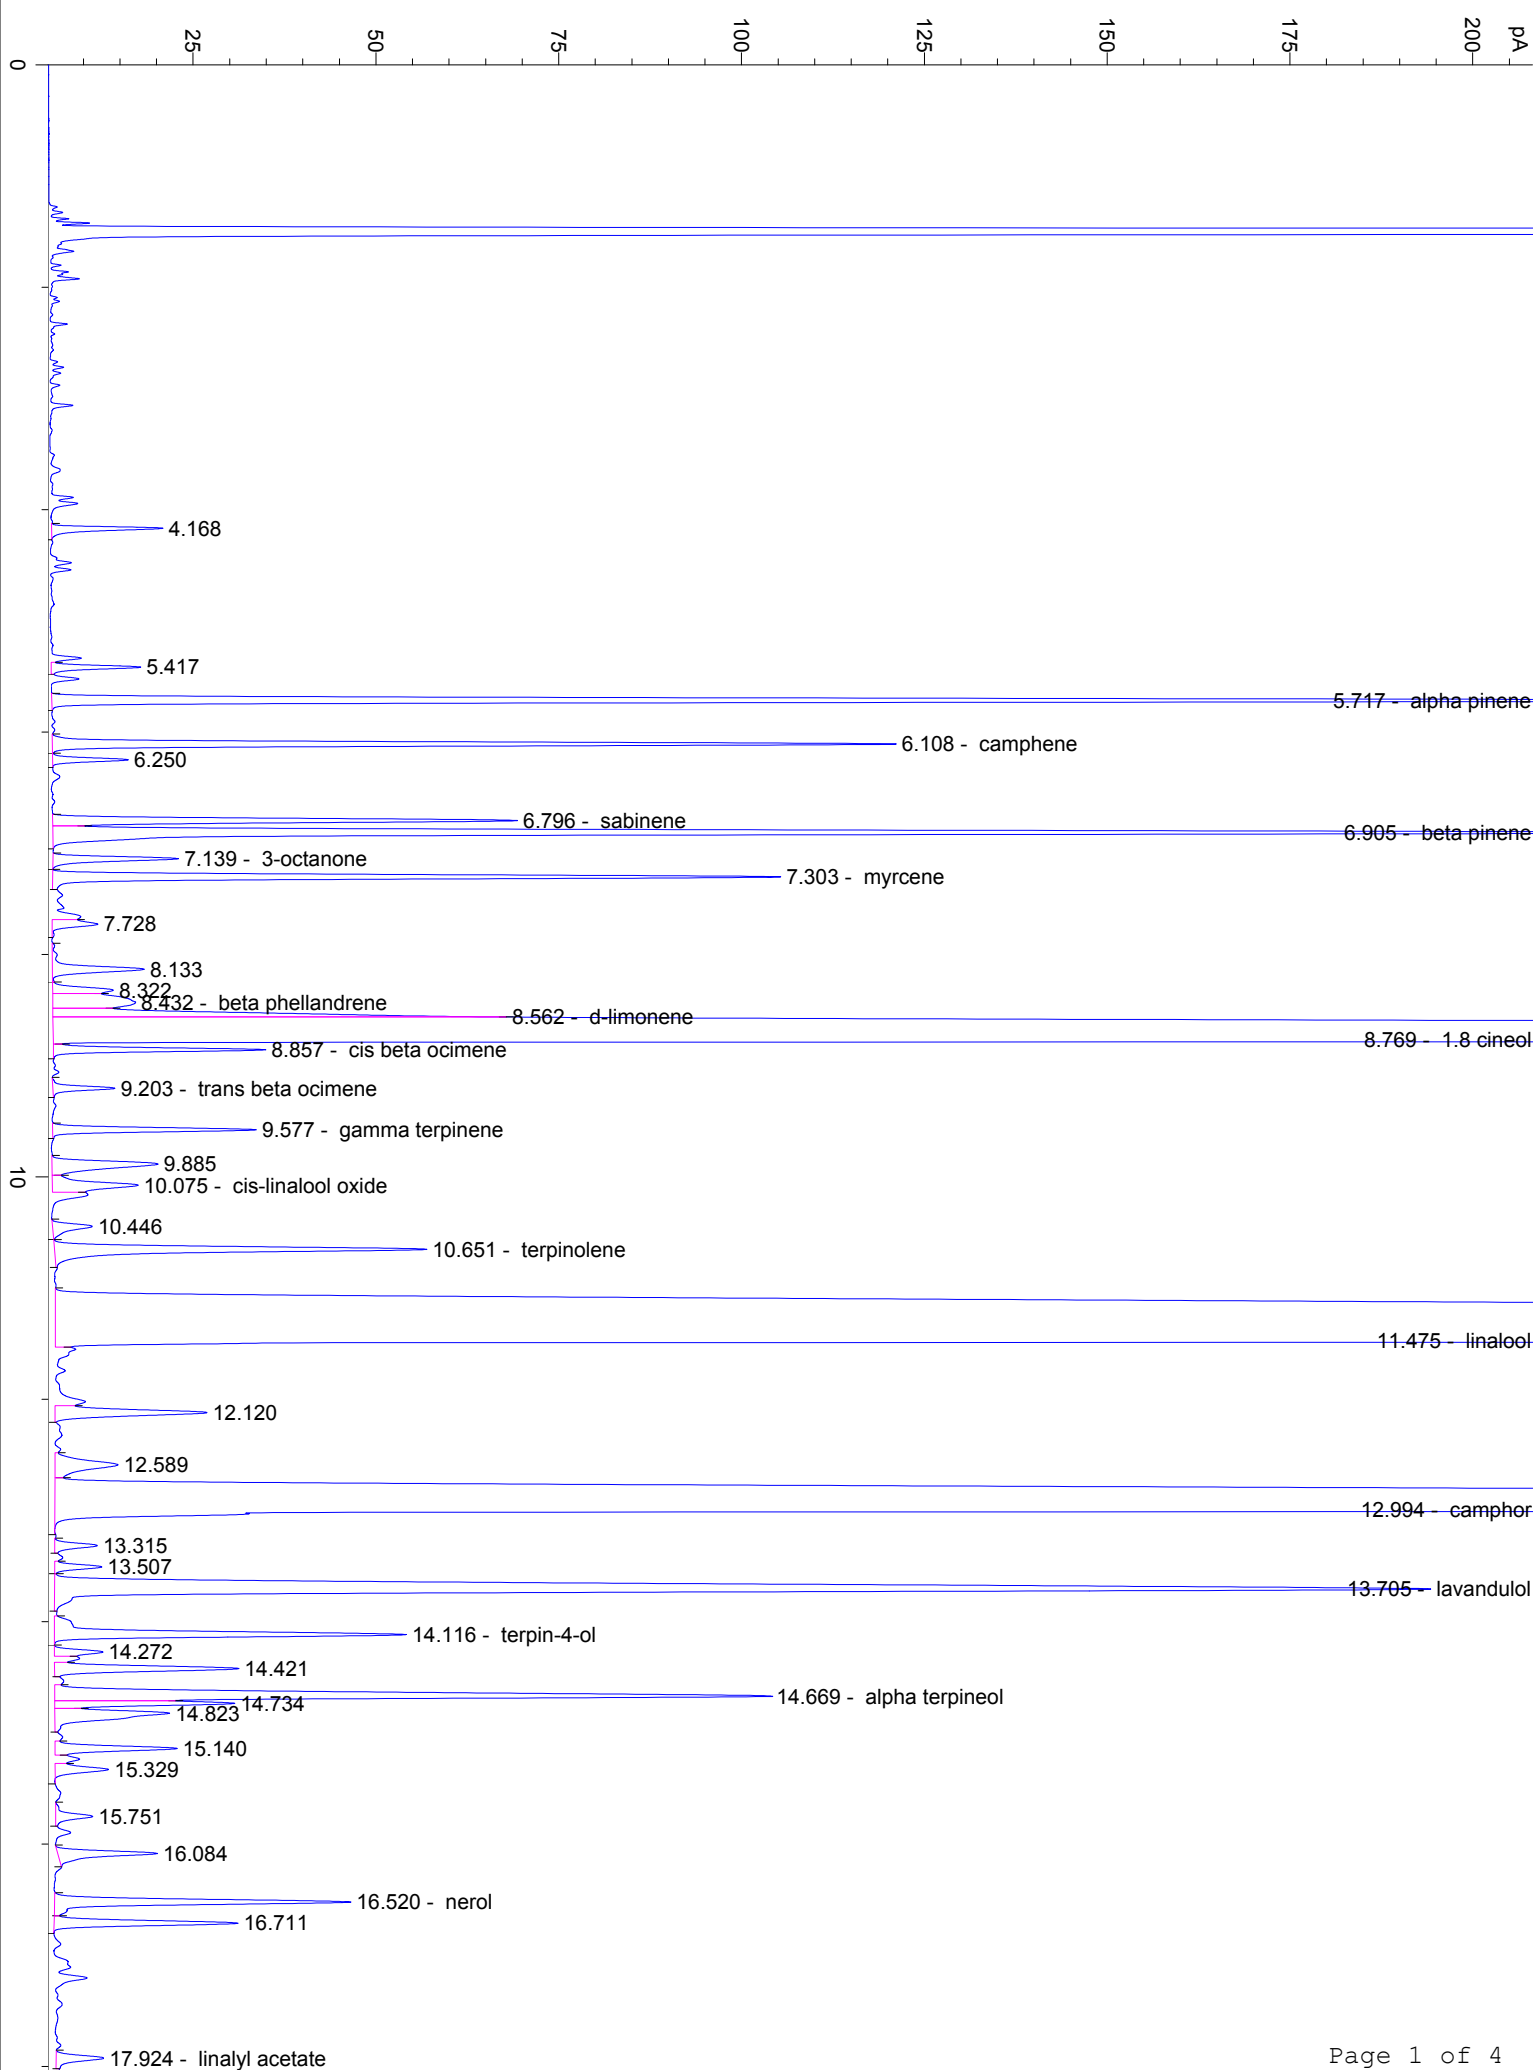 25
50
75
100
125
150
175
200
pA
0
4.168
5.417
5.717 - alpha pinene
6.108 - camphene
6.250
6.796 - sabinene
6.905 - beta pinene
7.139 - 3-octanone
7.303 - myrcene
7.728
8.133
8.322
8.432 - beta phellandrene
8.562 - d-limonene
8.769 - 1.8 cineol
8.857 - cis beta ocimene
9.203 - trans beta ocimene
9.577 - gamma terpinene
9.885
10
10.075 - cis-linalool oxide
10.446
10.651 - terpinolene
11.475 - linalool
12.120
12.589
12.994 - camphor
13.315
13.507
13.705 - lavandulol
14.116 - terpin-4-ol
14.272
14.421
14.669 - alpha terpineol
14.734
14.823
15.140
15.329
15.751
16.084
16.520 - nerol
16.711
17.924 - linalyl acetate
Page 1 of 4